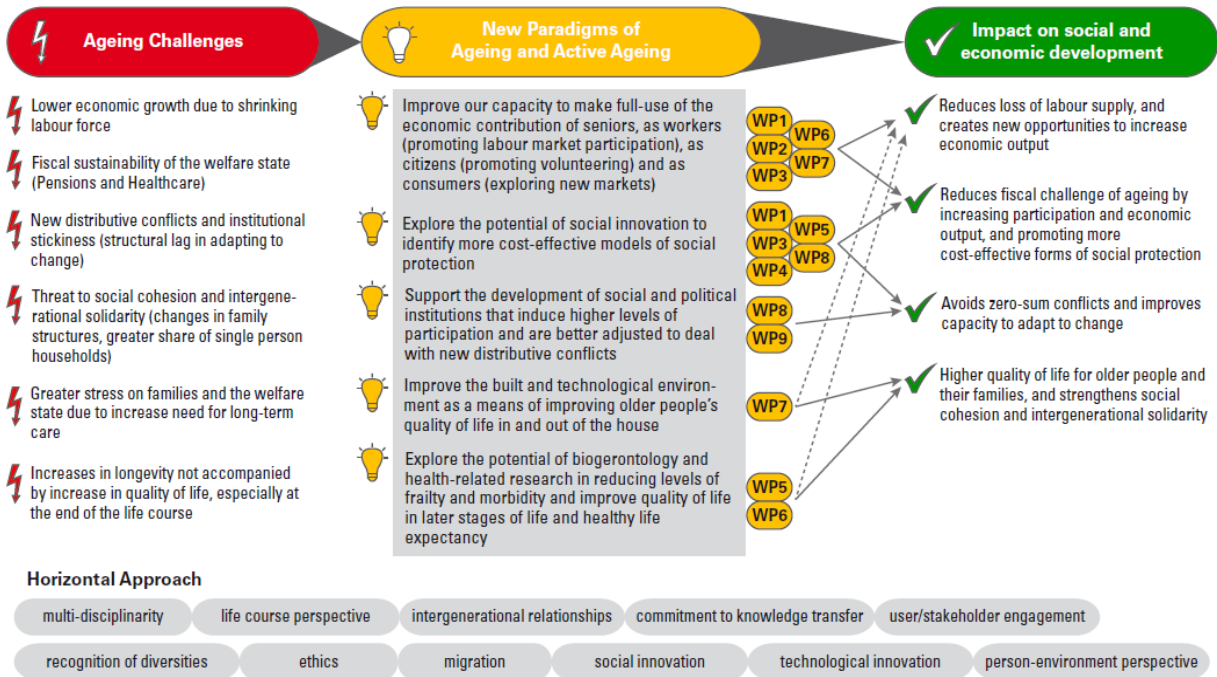 Ageing Challenges
New Paradigms of
Ageing and Active Ageing
Impact on social and
economic development
Lower economic growth due to shrinking
labour force
Fiscal sustainability of the welfare state
(Pensions and Healthcare)
New distributive conflicts and institutional
stickiness (structural lag in adapting to
change)
Threat to social cohesion and intergene-
rational solidarity (changes in family
structures, greater share of single person
households)
Greater stress on families and the welfare
state due to increase need for long-term
care
Increases in longevity not accompanied
by increase in quality of life, especially at
the end of the life course
Improve our capacity to make full-use of the
economic contribution of seniors, as workers
(promoting labour market participation), as
citizens (promoting volunteering) and as
consumers (exploring new markets)
WP1
WP6
WP2
WP7
WP3
Explore the potential of social innovation to
identify more cost-effective models of social
protection
WP1
WP5
WP3
WP8
WP4
Support the development of social and political
institutions that induce higher levels of
participation and are better adjusted to deal
with new distributive conflicts
WP8
WP9
Improve the built and technological environ-
ment as a means of improving older people's
quality of life in and out of the house
WP7
Explore the potential of biogerontology and
health-related research in reducing levels of
frailty and morbidity and improve quality of life
in later stages of life and healthy life
expectancy
WP5
WP6
Reduces loss of labour supply, and
creates new opportunities to increase
economic output
Reduces fiscal challenge of ageing by
increasing participation and economic
output, and promoting more
cost-effective forms of social protection
Avoids zero-sum conflicts and improves
capacity to adapt to change
Higher quality of life for older people and
their families, and strengthens social
cohesion and intergenerational solidarity
Horizontal Approach
multi-disciplinarity
life course perspective
intergenerational relationships
commitment to knowledge transfer
user/stakeholder engagement
recognition of diversities
ethics
migration
social innovation
technological innovation
person-environment perspective